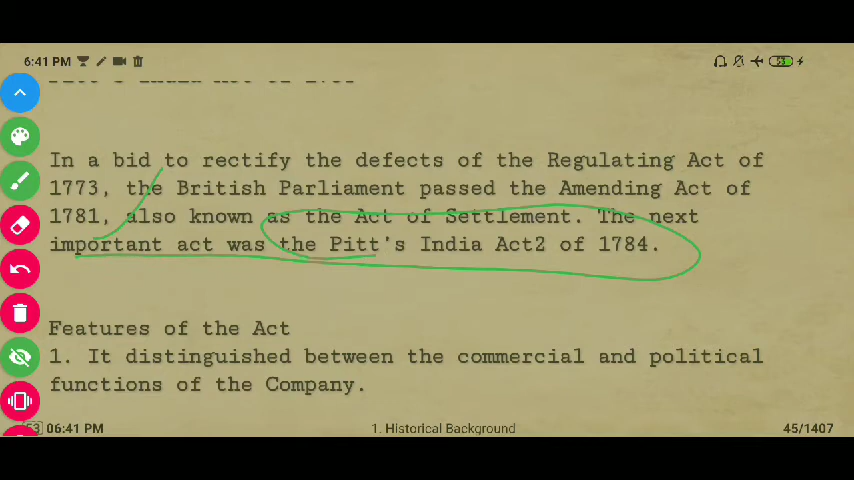 6:41 PM
In a bid to rectify the defects of the Regulating Act of
1773, the British Parliament passed the Amending Act of
1781, also known as the Act of Settlement. The next
important act was the Pitt's India Act2 of 1784.
Features of the Act
1. It distinguished between the commercial and political
functions of the Company.
53 06:41 PM
1. Historical Background
45/1407